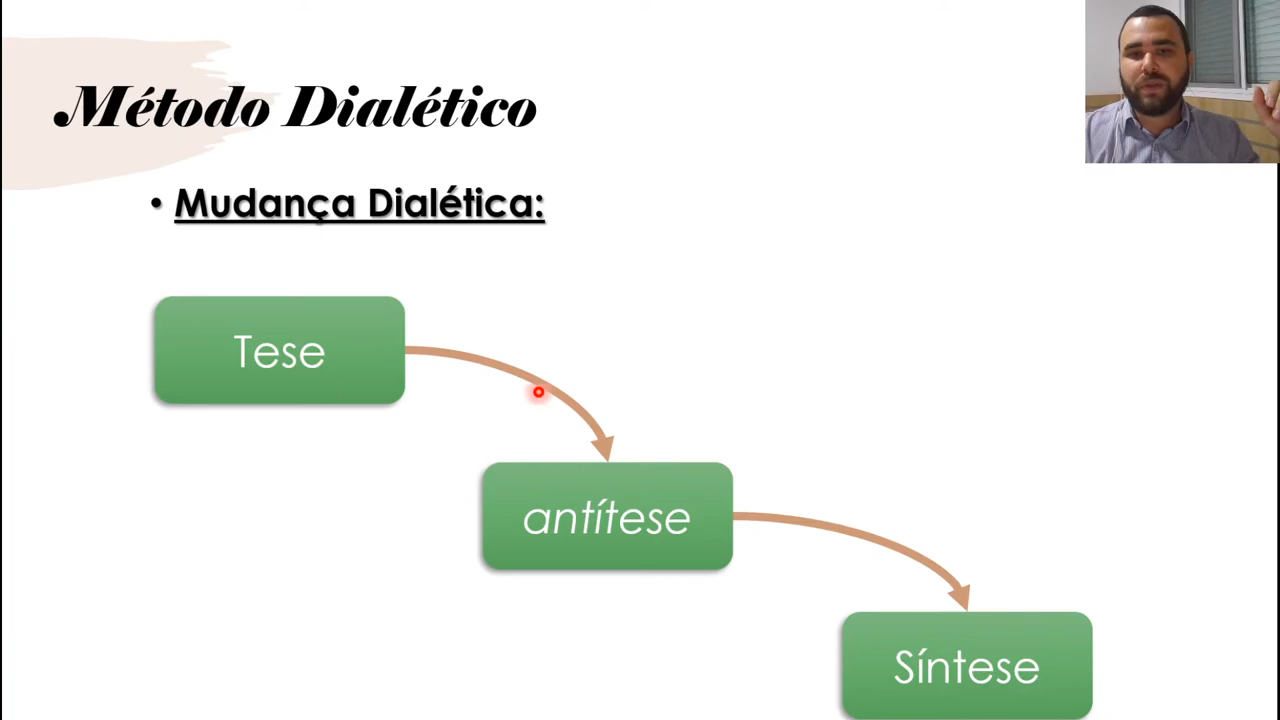 Método Dialético
• Mudança Dialética:
Tese
antítese
Síntese